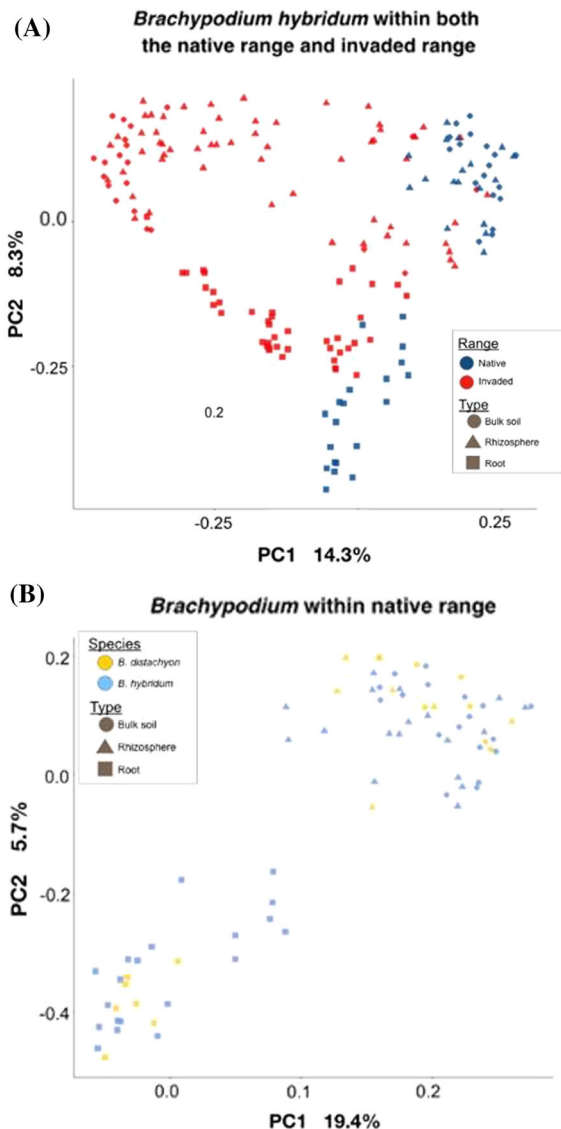 (A)
Brachypodium hybridum within both
the native range and invaded range
PC2 8.3%
0.0
-0.25
0.2
-0.25
0.25
PC1 14.3%
Range
Native
Invaded
Type
Bulk soil
Rhizosphere
Root
(B)
Brachypodium within native range
Species
B. distachyon
B. hybridum
Type
Bulk soil
Rhizosphere
Root
PC2 5.7%
0.2
0.0
-0.2
-0.4
0.0
0.1
0.2
PC1 19.4%